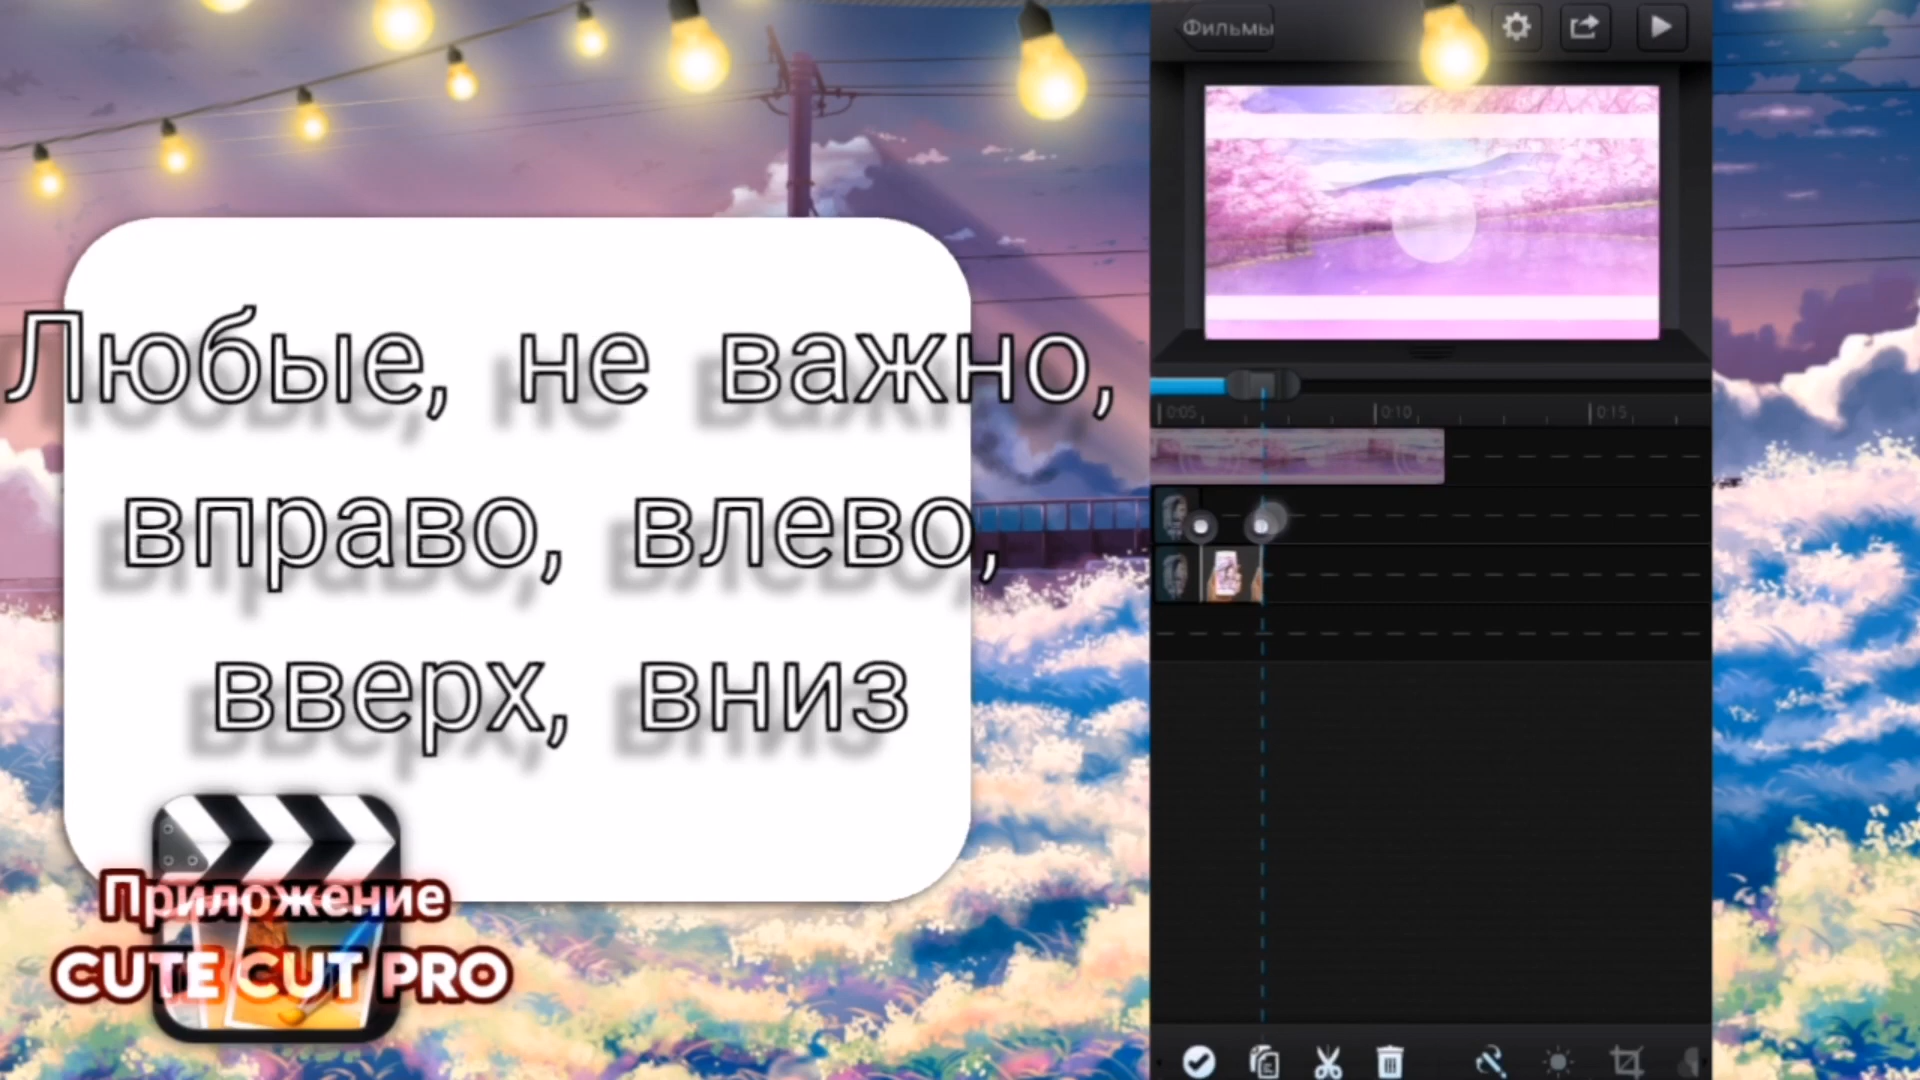 Любые, не важно,
вправо, влево,
вверх, вниз
Приложение
CUTE CUT PRO
Фильмы
0:05
0:10
0:15